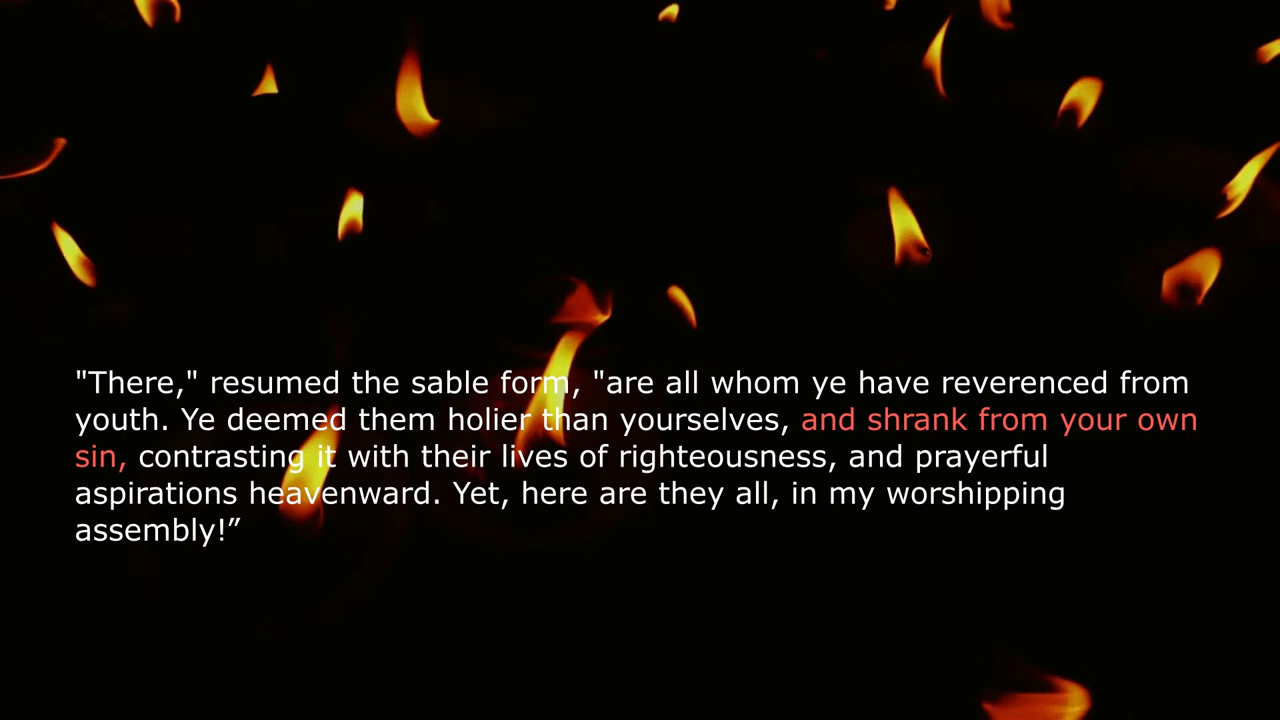 "There," resumed the sable form, "are all whom ye have reverenced from
youth. Ye deemed them holier than yourselves, and shrank from your own
sin, contrasting it with their lives of righteousness, and prayerful
aspirations heavenward. Yet, here are they all, in my worshipping
assembly!”